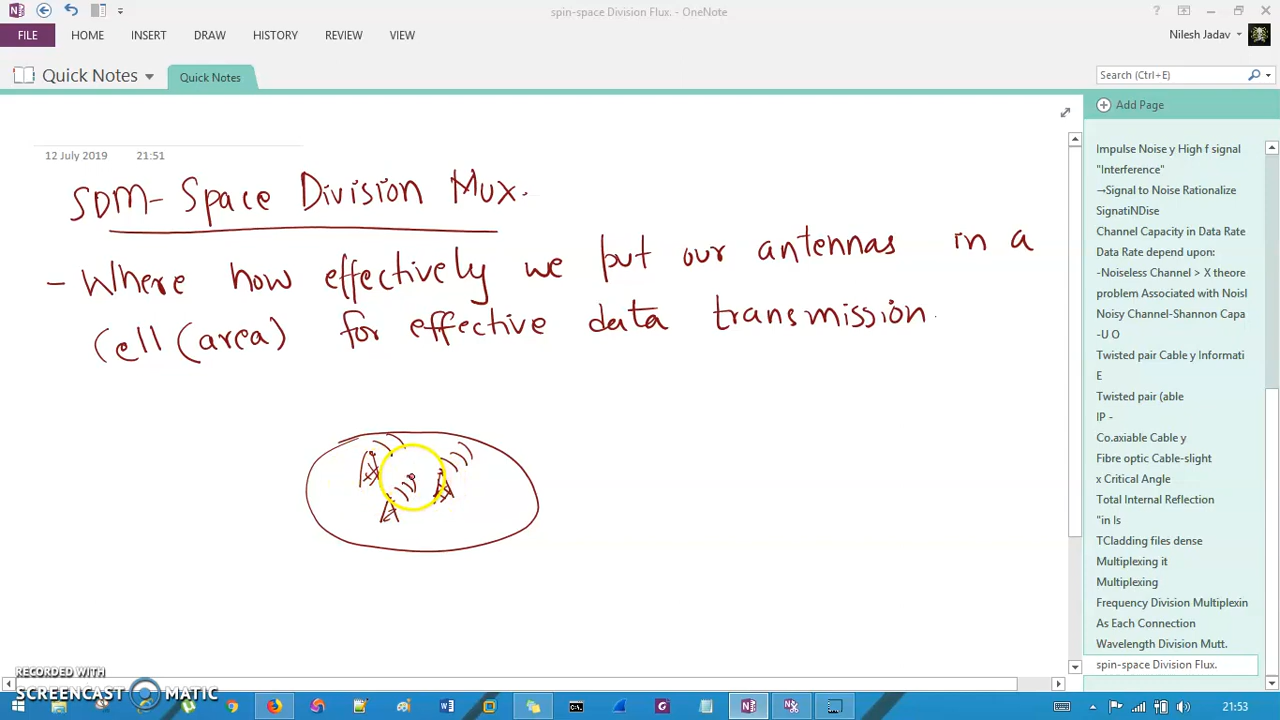 spin-space Division Flux. - OneNote
FILE HOME INSERT DRAW HISTORY REVIEW VIEW
Nilesh Jadav
Quick Notes
Quick Notes
Search (Ctrl+E)
Add Page
12 July 2019 21:51
SDM- Space Division Mux.
- Where how effectively we put our antennas in a
Cell (area) for effective data transmission.
Impulse Noise y High f signal
"Interference"
→Signal to Noise Rationalize
SignatiNDise
Channel Capacity in Data Rate
Data Rate depend upon:
-Noiseless Channel > X theore
problem Associated with Noisl
Noisy Channel-Shannon Capa
-U O
Twisted pair Cable y Informati
E
Twisted pair (able
IP -
Co.axiable Cable y
Fibre optic Cable-slight
x Critical Angle
Total Internal Reflection
"in ls
TCladding files dense
Multiplexing it
Multiplexing
Frequency Division Multiplexin
As Each Connection
Wavelength Division Mutt.
spin-space Division Flux.
RECORDED WITH
SCREENCAST MATIC
21:53